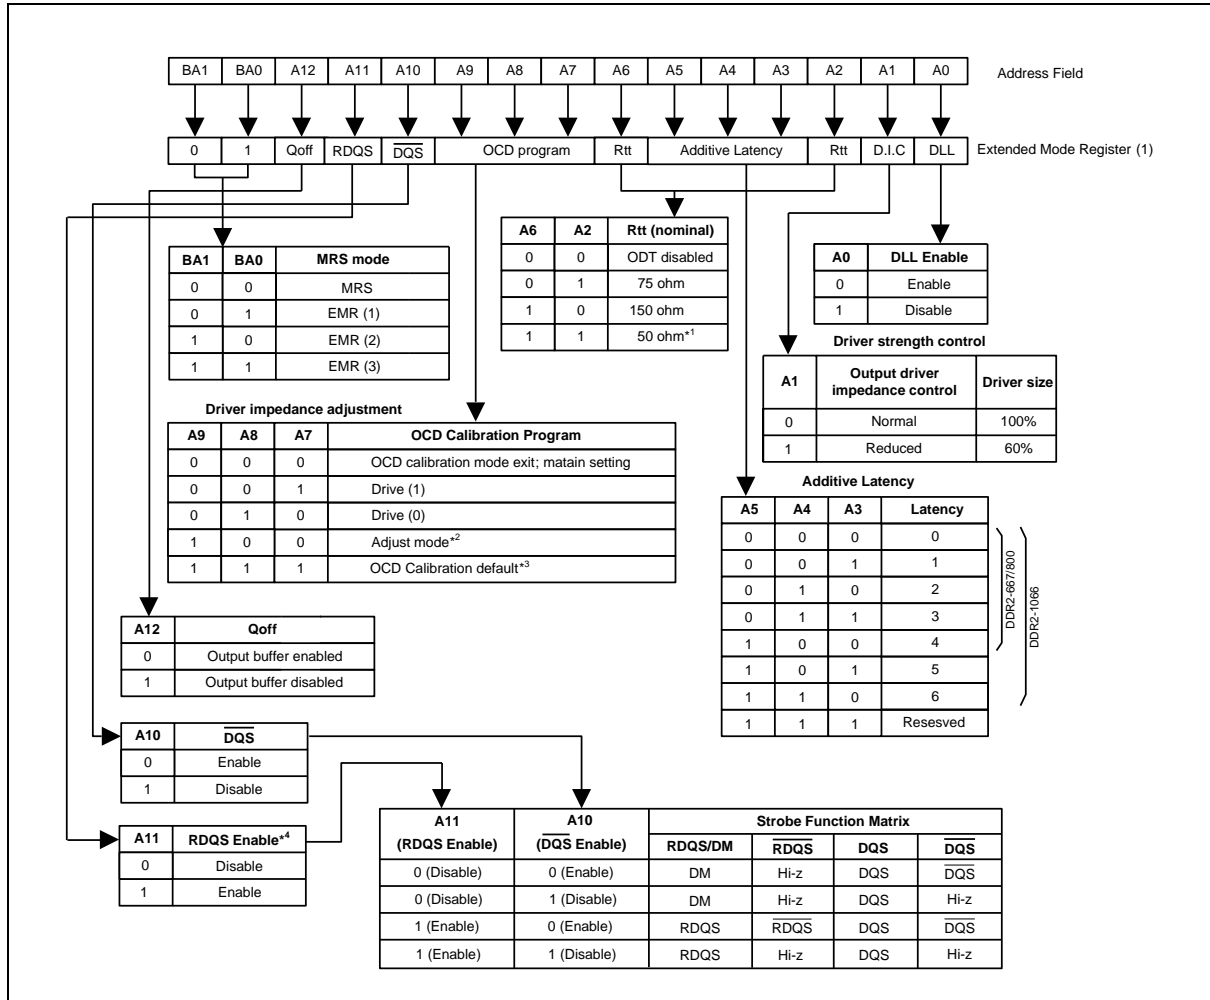 BA1 BA0 A12 A11 A10 A9 A8 A7 A6 A5 A4 A3 A2 A1 A0 Address Field
0 1 Qoff RDQS D̅Q̅S̅ OCD program Rtt Additive Latency Rtt D.I.C DLL Extended Mode Register (1)
BA1 BA0 MRS mode
0 0 MRS
0 1 EMR (1)
1 0 EMR (2)
1 1 EMR (3)
A6 A2 Rtt (nominal)
0 0 ODT disabled
0 1 75 ohm
1 0 150 ohm
1 1 50 ohm*1
A0 DLL Enable
0 Enable
1 Disable
Driver strength control
A1 Output driver impedance control Driver size
0 Normal 100%
1 Reduced 60%
Driver impedance adjustment
A9 A8 A7 OCD Calibration Program
0 0 0 OCD calibration mode exit; matain setting
0 0 1 Drive (1)
0 1 0 Drive (0)
1 0 0 Adjust mode*2
1 1 1 OCD Calibration default*3
Additive Latency
A5 A4 A3 Latency
0 0 0 0
0 0 1 1
0 1 0 2
0 1 1 3
1 0 0 4
1 0 1 5
1 1 0 6
1 1 1 Resesved
DDR2-667/800
DDR2-1066
A12 Qoff
0 Output buffer enabled
1 Output buffer disabled
A10 D̅Q̅S̅
0 Enable
1 Disable
A11 RDQS Enable*4
0 Disable
1 Enable
A11 (RDQS Enable) A10 (D̅Q̅S̅ Enable) Strobe Function Matrix
RDQS/DM R̅D̅Q̅S̅ DQS D̅Q̅S̅
0 (Disable) 0 (Enable) DM Hi-z DQS D̅Q̅S̅
0 (Disable) 1 (Disable) DM Hi-z DQS Hi-z
1 (Enable) 0 (Enable) RDQS R̅D̅Q̅S̅ DQS D̅Q̅S̅
1 (Enable) 1 (Disable) RDQS Hi-z DQS Hi-z